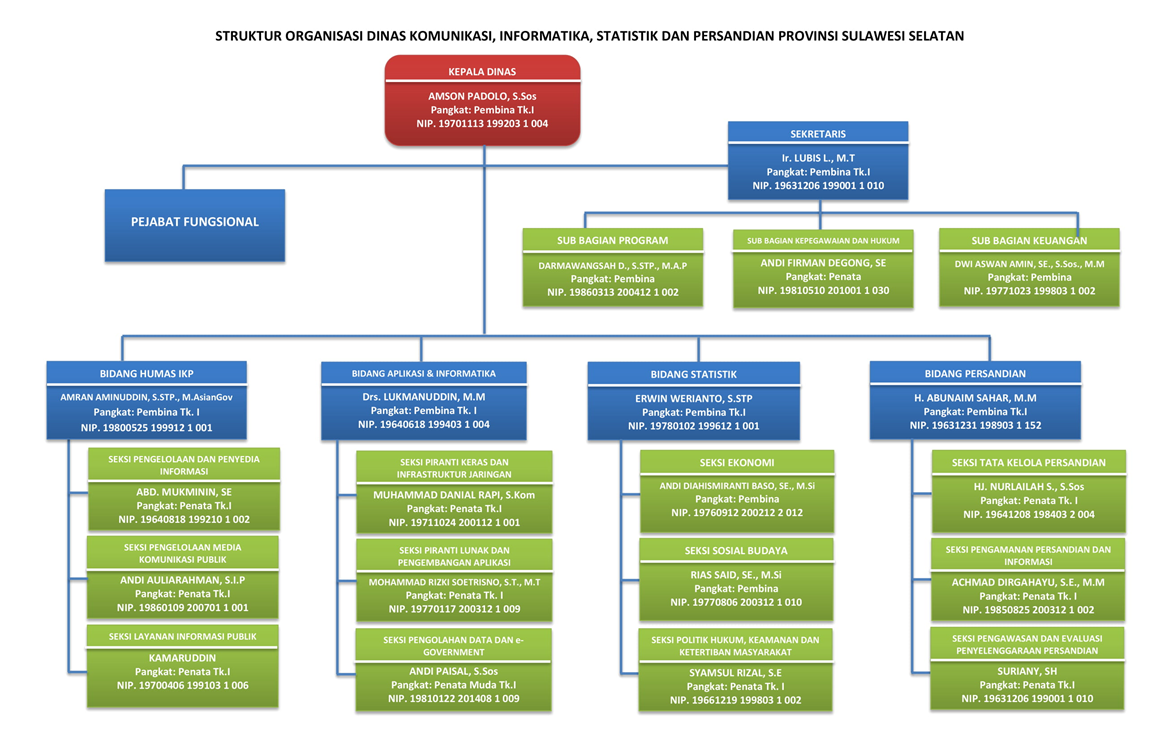 STRUKTUR ORGANISASI DINAS KOMUNIKASI, INFORMATIKA, STATISTIK DAN PERSANDIAN PROVINSI SULAWESI SELATAN
KEPALA DINAS
AMSON PADOLO, S.Sos
Pangkat: Pembina Tk.I
NIP. 19701113 199203 1 004
SEKRETARIS
Ir. LUBIS L., M.T
Pangkat: Pembina Tk.I
NIP. 19631206 199001 1 010
PEJABAT FUNGSIONAL
SUB BAGIAN PROGRAM
DARMAWANGSAH D., S.STP., M.A.P
Pangkat: Pembina
NIP. 19860313 200412 1 002
SUB BAGIAN KEPEGAWAIAN DAN HUKUM
ANDI FIRMAN DEGONG, SE
Pangkat: Penata
NIP. 19810510 201001 1 030
SUB BAGIAN KEUANGAN
DWI ASWAN AMIN, SE., S.Sos., M.M
Pangkat: Pembina
NIP. 19771023 199803 1 002
BIDANG HUMAS IKP
AMRAN AMINUDDIN, S.STP., M.AsianGov
Pangkat: Pembina Tk. I
NIP. 19800525 199912 1 001
SEKSI PENGELOLAAN DAN PENYEDIA
INFORMASI
ABD. MUKMININ, SE
Pangkat: Penata Tk.I
NIP. 19640818 199210 1 002
SEKSI PENGELOLAAN MEDIA
KOMUNIKASI PUBLIK
ANDI AULIARAHMAN, S.I.P
Pangkat: Penata Tk.I
NIP. 19860109 200701 1 001
SEKSI LAYANAN INFORMASI PUBLIK
KAMARUDDIN
Pangkat: Penata Tk.I
NIP. 19700406 199103 1 006
BIDANG APLIKASI & INFORMATIKA
Drs. LUKMANUDDIN, M.M
Pangkat: Pembina Tk. I
NIP. 19640618 199403 1 004
SEKSI PIRANTI KERAS DAN
INFRASTRUKTUR JARINGAN
MUHAMMAD DANIAL RAPI, S.Kom
Pangkat: Penata Tk.I
NIP. 19711024 200112 1 001
SEKSI PIRANTI LUNAK DAN
PENGEMBANGAN APLIKASI
MOHAMMAD RIZKI SOETRISNO, S.T., M.T
Pangkat: Penata Tk. I
NIP. 19770117 200312 1 009
SEKSI PENGOLAHAN DATA DAN e-
GOVERNMENT
ANDI PAISAL, S.Sos
Pangkat: Penata Muda Tk.I
NIP. 19810122 201408 1 009
BIDANG STATISTIK
ERWIN WERIANTO, S.STP
Pangkat: Pembina Tk. I
NIP. 19780102 199612 1 001
SEKSI EKONOMI
ANDI DIAHISMIRANTI BASO, SE., M.Si
Pangkat: Pembina
NIP. 19760912 200212 2 012
SEKSI SOSIAL BUDAYA
RIAS SAID, SE., M.Si
Pangkat: Pembina
NIP. 19770806 200312 1 010
SEKSI POLITIK HUKUM, KEAMANAN DAN
KETERTIBAN MASYARAKAT
SYAMSUL RIZAL, S.E
Pangkat: Penata Tk. I
NIP. 19661219 199803 1 002
BIDANG PERSANDIAN
H. ABUNAIM SAHAR, M.M
Pangkat: Pembina Tk. I
NIP. 19631231 198903 1 152
SEKSI TATA KELOLA PERSANDIAN
HJ. NURLAILAH S., S.Sos
Pangkat: Penata Tk.I
NIP. 19641208 198403 2 004
SEKSI PENGAMANAN PERSANDIAN DAN
INFORMASI
ACHMAD DIRGAHAYU, S.E., M.M
Pangkat: Penata Tk. I
NIP. 19850825 200312 1 002
SEKSI PENGAWASAN DAN EVALUASI
PENYELENGGARAAN PERSANDIAN
SURIANY, SH
Pangkat: Penata Tk.I
NIP. 19631206 199001 1 010